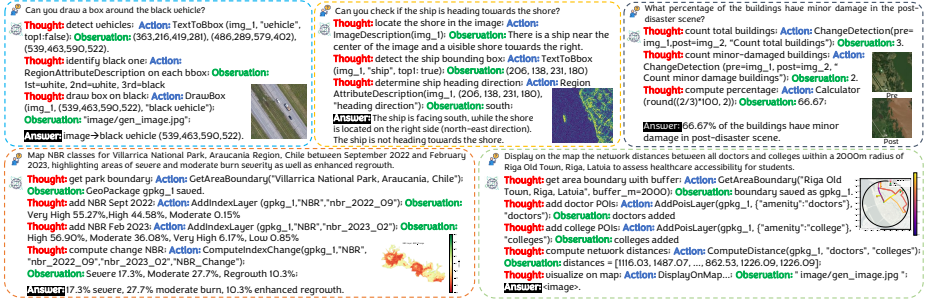 Can you draw a box around the black vehicle?
Thought: detect vehicles: Action: TextToBbox (img_1, "vehicle",
top1:false): Observation: (363,216,419,281), (486,289,579,402),
(539,463,590,522).
Thought: identify black one: Action:
RegionAttributeDescription on each bbox: Observation:
1st=white, 2nd=white, 3rd=black
Thought: draw box on black: Action: DrawBox
(img_1, (539,463,590,522), "black vehicle"):
Observation: "image/gen_image.jpg":
Answer: image→black vehicle (539,463,590,522).
Can you check if the ship is heading towards the shore?
Thought: locate the shore in the image: Action:
ImageDescription(img_1): Observation: There is a ship near the
center of the image and a visible shore towards the right.
Thought: detect the ship bounding box: Action: TextToBbox
(img_1, "ship", top1: true): Observation: (206, 138, 231, 180)
Thought: determine ship heading direction: Action: Region
AttributeDescription(img_1, (206, 138, 231, 180),
"heading direction"): Observation: south:
Answer: The ship is facing south, while the shore
is located on the right side (north-east direction).
The ship is not heading towards the shore.
What percentage of the buildings have minor damage in the post-
disaster scene?
Thought: count total buildings: Action: ChangeDetection(pre=
img_1,post=img_2, "Count total buildings"): Observation: 3.
Thought: count minor-damaged buildings: Action:
ChangeDetection (pre=img_1, post=img_2, "
Count minor damage buildings"): Observation: 2.
Thought: compute percentage: Action: Calculator
(round((2/3)*100, 2)): Observation: 66.67:
Answer: 66.67% of the buildings have minor
damage in post-disaster scene.
Pre
Post
Map NBR classes for Villarrica National Park, Araucania Region, Chile between September 2022 and February
2023, highlighting areas of severe and moderate burn severity as well as enhanced regrowth.
Thought: get park boundary: Action: GetAreaBoundary("Villarrica National Park, Araucania, Chile"):
Observation: GeoPackage gpkg_1 saved.
Thought: add NBR Sept 2022: Action: AddIndexLayer (gpkg_1,"NBR","nbr_2022_09"): Observation:
Very High 55.27%,High 44.58%, Moderate 0.15%
Thought: add NBR Feb 2023: Action: AddIndexLayer (gpkg_1,"NBR","nbr_2023_02"): Observation:
High 56.90%, Moderate 36.08%, Very High 6.17%, Low 0.85%
Thought: compute change NBR: Action: ComputeIndexChange(gpkg_1,"NBR",
"nbr_2022_09","nbr_2023_02","NBR_Change"):
Observation: Severe 17.3%, Moderate 27.7%, Regrowth 10.3%:
Answer: 17.3% severe, 27.7% moderate burn, 10.3% enhanced regrowth.
Display on the map the network distances between all doctors and colleges within a 2000m radius of
Riga Old Toun, Riga, Latvia to assess healthcare accessibility for students.
Thought: get area boundary with buffer: Action: GetAreaBoundary("Riga Old
Toun, Riga, Latvia", buffer_m=2000): Observation: boundary saved as gpkg_1.
Thought: add doctor POIs: Action: AddPoisLayer(gpkg_1, {"amenity":"doctors"},
"doctors"): Observation: doctors added
Thought: add college POIs: Action: AddPoisLayer(gpkg_1, {"amenity":"college"},
"colleges"): Observation: colleges added
Thought: compute network distances: Action: ComputeDistance(gpkg_1, "doctors", "colleges"):
Observation: distances = [1116.03, 1487.07, ...., 862.53, 1226.09, 1226.09]:
Thought: visualize on map: Action: DisplayOnMap...: Observation: " image/gen_image.jpg ":
Answer: <image>.